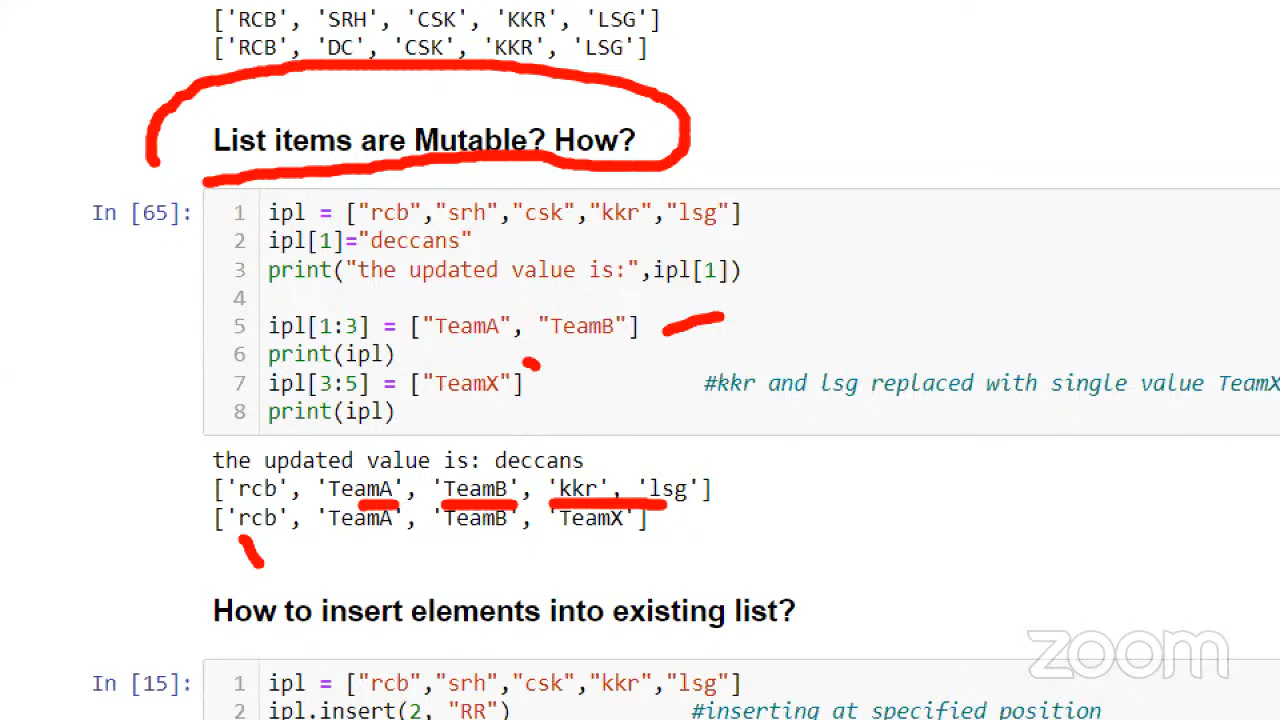 ['RCB', 'SRH', 'CSK', 'KKR', 'LSG']
['RCB', 'DC', 'CSK', 'KKR', 'LSG']
List items are Mutable? How?
In [65]:
1 ipl = ["rcb","srh","csk","kkr","lsg"]
2 ipl[1]="deccans"
3 print("the updated value is:",ipl[1])
4
5 ipl[1:3] = ["TeamA", "TeamB"]
6 print(ipl)
7 ipl[3:5] = ["TeamX"] #kkr and lsg replaced with single value TeamX
8 print(ipl)
the updated value is: deccans
['rcb', 'TeamA', 'TeamB', 'kkr', 'lsg']
['rcb', 'TeamA', 'TeamB', 'TeamX']
How to insert elements into existing list?
In [15]:
1 ipl = ["rcb","srh","csk","kkr","lsg"]
2 ipl.insert(2, "RR") #inserting at specified position
zoom